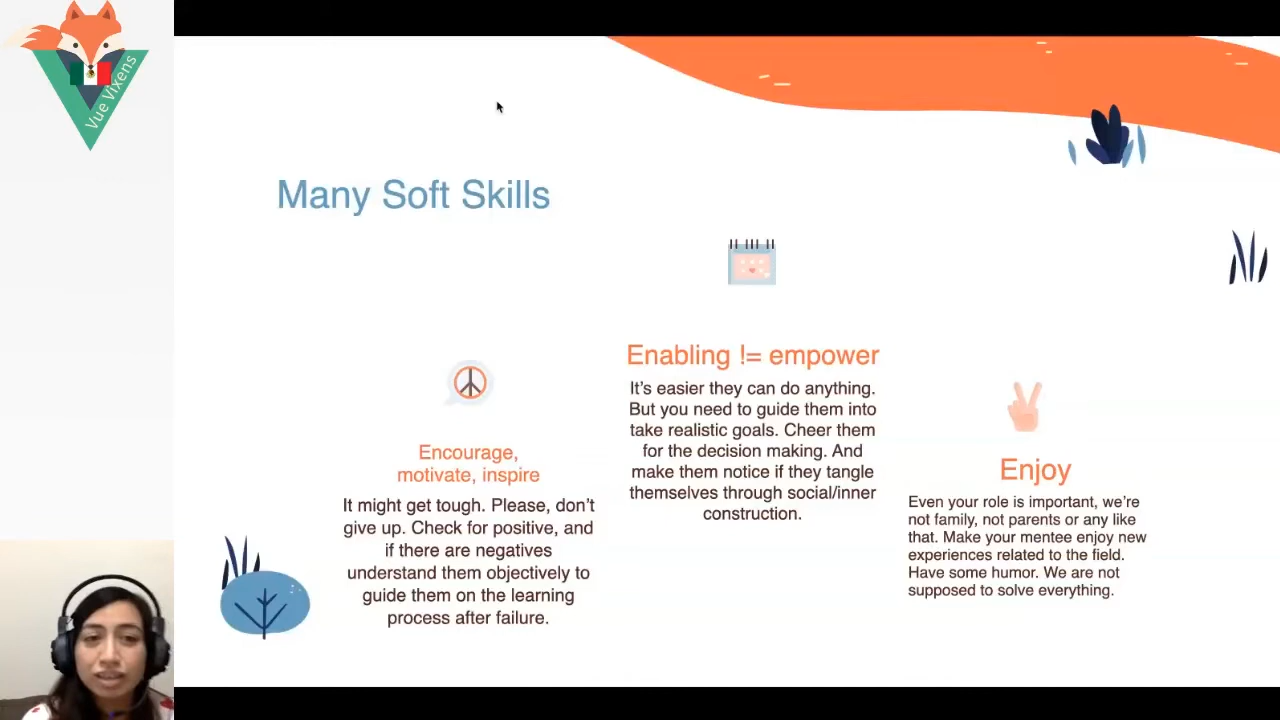 Vue Vixens
Many Soft Skills
Encourage,
motivate, inspire
It might get tough. Please, don't
give up. Check for positive, and
if there are negatives
understand them objectively to
guide them on the learning
process after failure.
Enabling != empower
It's easier they can do anything.
But you need to guide them into
take realistic goals. Cheer them
for the decision making. And
make them notice if they tangle
themselves through social/inner
construction.
Enjoy
Even your role is important, we're
not family, not parents or any like
that. Make your mentee enjoy new
experiences related to the field.
Have some humor. We are not
supposed to solve everything.